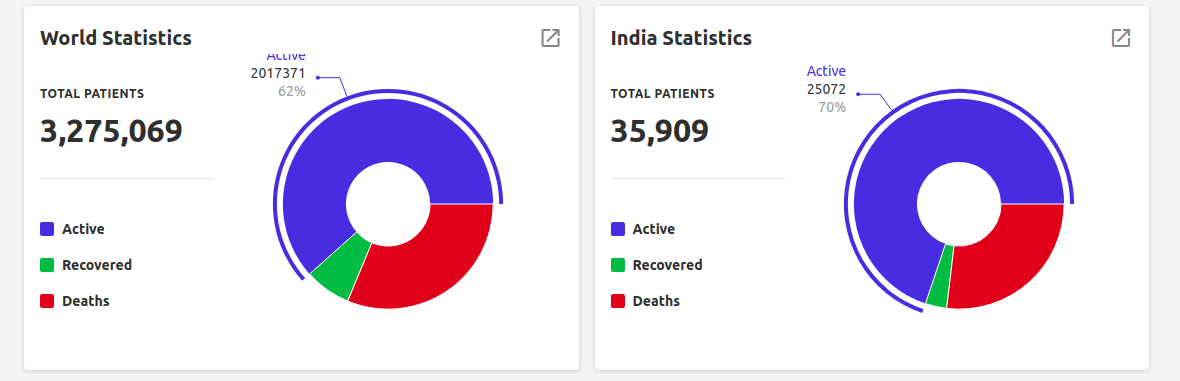 World Statistics
Active
2017371
62%
TOTAL PATIENTS
3,275,069
Active
Recovered
Deaths
India Statistics
Active
25072
70%
TOTAL PATIENTS
35,909
Active
Recovered
Deaths